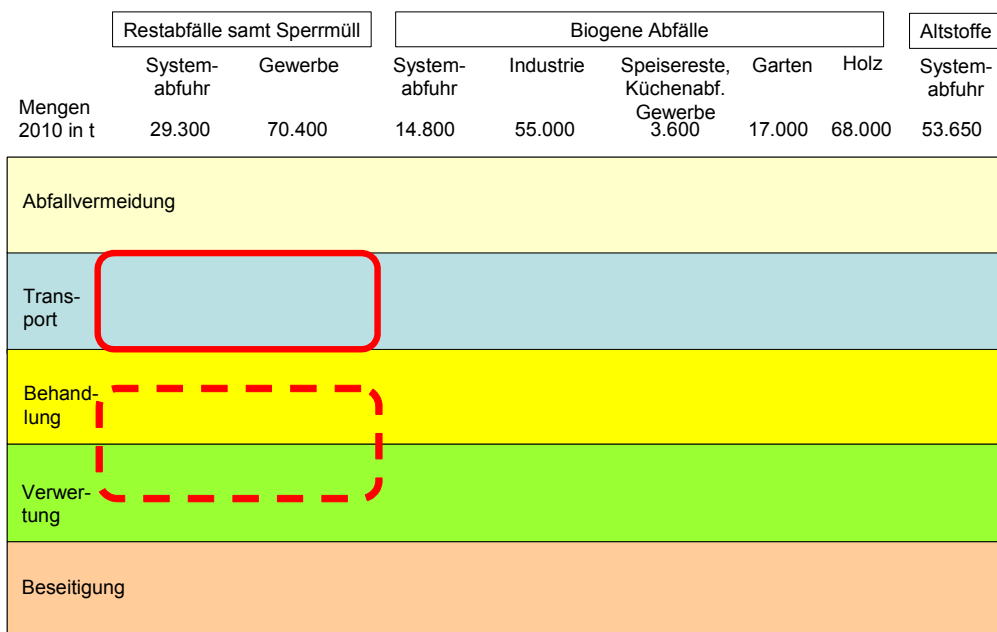 Restabfälle samt Sperrmüll
Biogene Abfälle
Altstoffe
System-
abfuhr
Gewerbe
System-
abfuhr
Industrie
Speisereste,
Küchenabf.
Gewerbe
Garten
Holz
System-
abfuhr
Mengen
2010 in t
29.300
70.400
14.800
55.000
3.600
17.000
68.000
53.650
Abfallvermeidung
Trans-
port
Behand-
lung
Verwer-
tung
Beseitigung